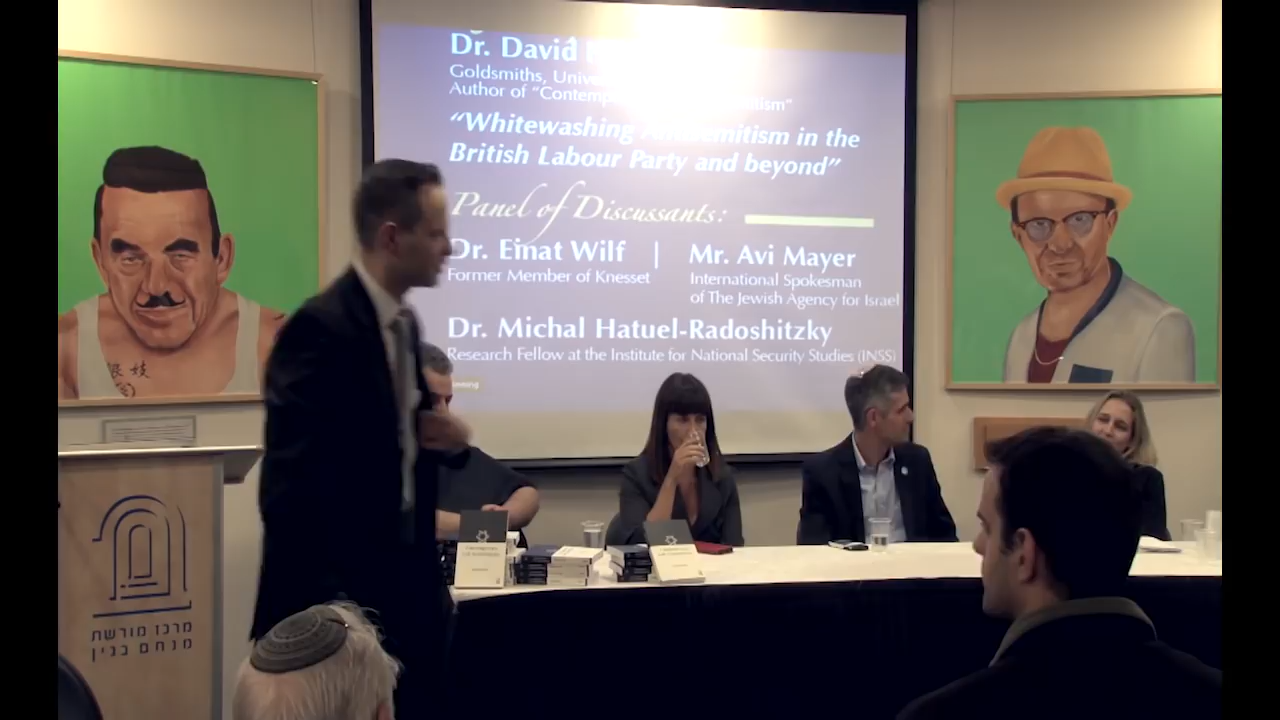 Dr. David
Goldsmiths,
Author of
"Whitewashing Antisemitism in the
British Labour Party and beyond"
Panel of Discussants:
Dr. Einat Wilf | Mr. Avi Mayer
Former Member of Knesset
International Spokesman
of The Jewish Agency for Israel
Dr. Michal Hatuel-Radoshitzky
Research Fellow at the Institute for National Security Studies (INSS)
מרכז מורשת
מנחם בגין